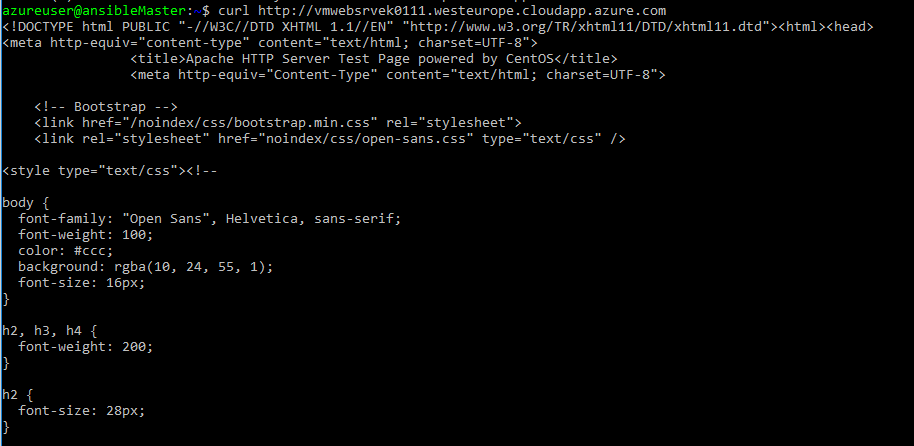 azureuser@ansibleMaster:~$ curl http://vmwebsrvek0111.westeurope.cloudapp.azure.com
<!DOCTYPE html PUBLIC "-//W3C//DTD XHTML 1.1//EN" "http://www.w3.org/TR/xhtml11/DTD/xhtml11.dtd"><html><head>
<meta http-equiv="content-type" content="text/html; charset=UTF-8">
                <title>Apache HTTP Server Test Page powered by CentOS</title>
                <meta http-equiv="Content-Type" content="text/html; charset=UTF-8">

    <!-- Bootstrap -->
    <link href="/noindex/css/bootstrap.min.css" rel="stylesheet">
    <link rel="stylesheet" href="noindex/css/open-sans.css" type="text/css" />

<style type="text/css"><!--

body {
  font-family: "Open Sans", Helvetica, sans-serif;
  font-weight: 100;
  color: #ccc;
  background: rgba(10, 24, 55, 1);
  font-size: 16px;
}

h2, h3, h4 {
  font-weight: 200;
}

h2 {
  font-size: 28px;
}